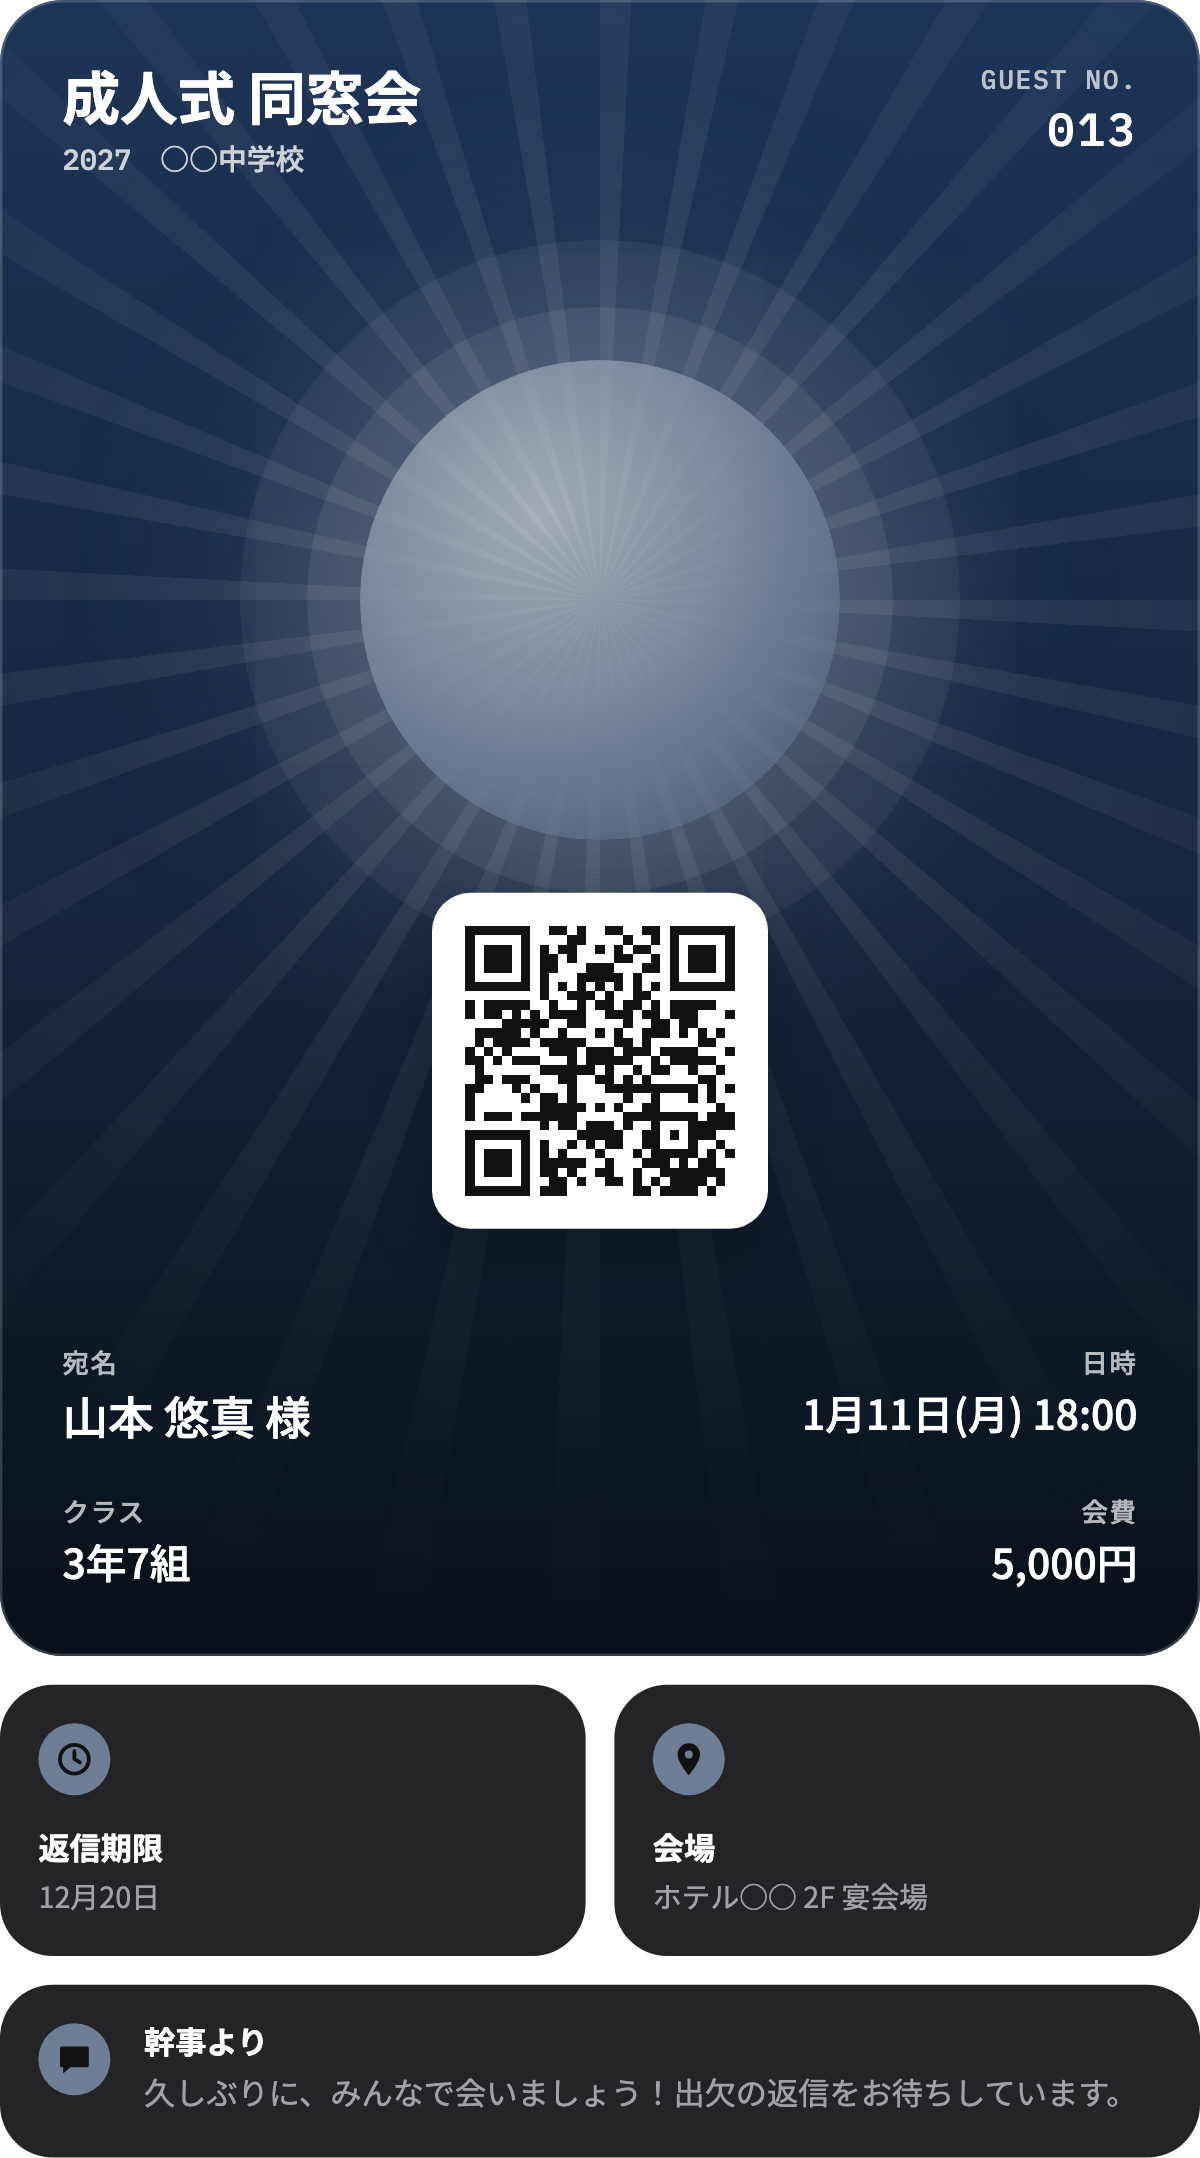 成人式 同窓会
2027 ○○中学校
GUEST NO.
013
宛名
山本 悠真 様
日時
1月11日(月) 18:00
クラス
3年7組
会費
5,000円
返信期限
12月20日
会場
ホテル○○ 2F 宴会場
幹事より
久しぶりに、みんなで会いましょう！出欠の返信をお待ちしています。